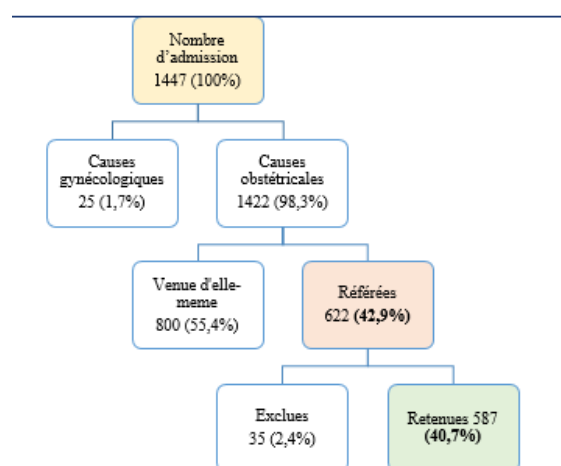 Nombre
d’admission
1447 (100%)
Causes
gynécologiques
25 (1,7%)
Causes
obstétricales
1422 (98,3%)
Venue d'elle-
meme
800 (55,4%)
Référées
622 (42,9%)
Exclues
35 (2,4%)
Retenues 587
(40,7%)